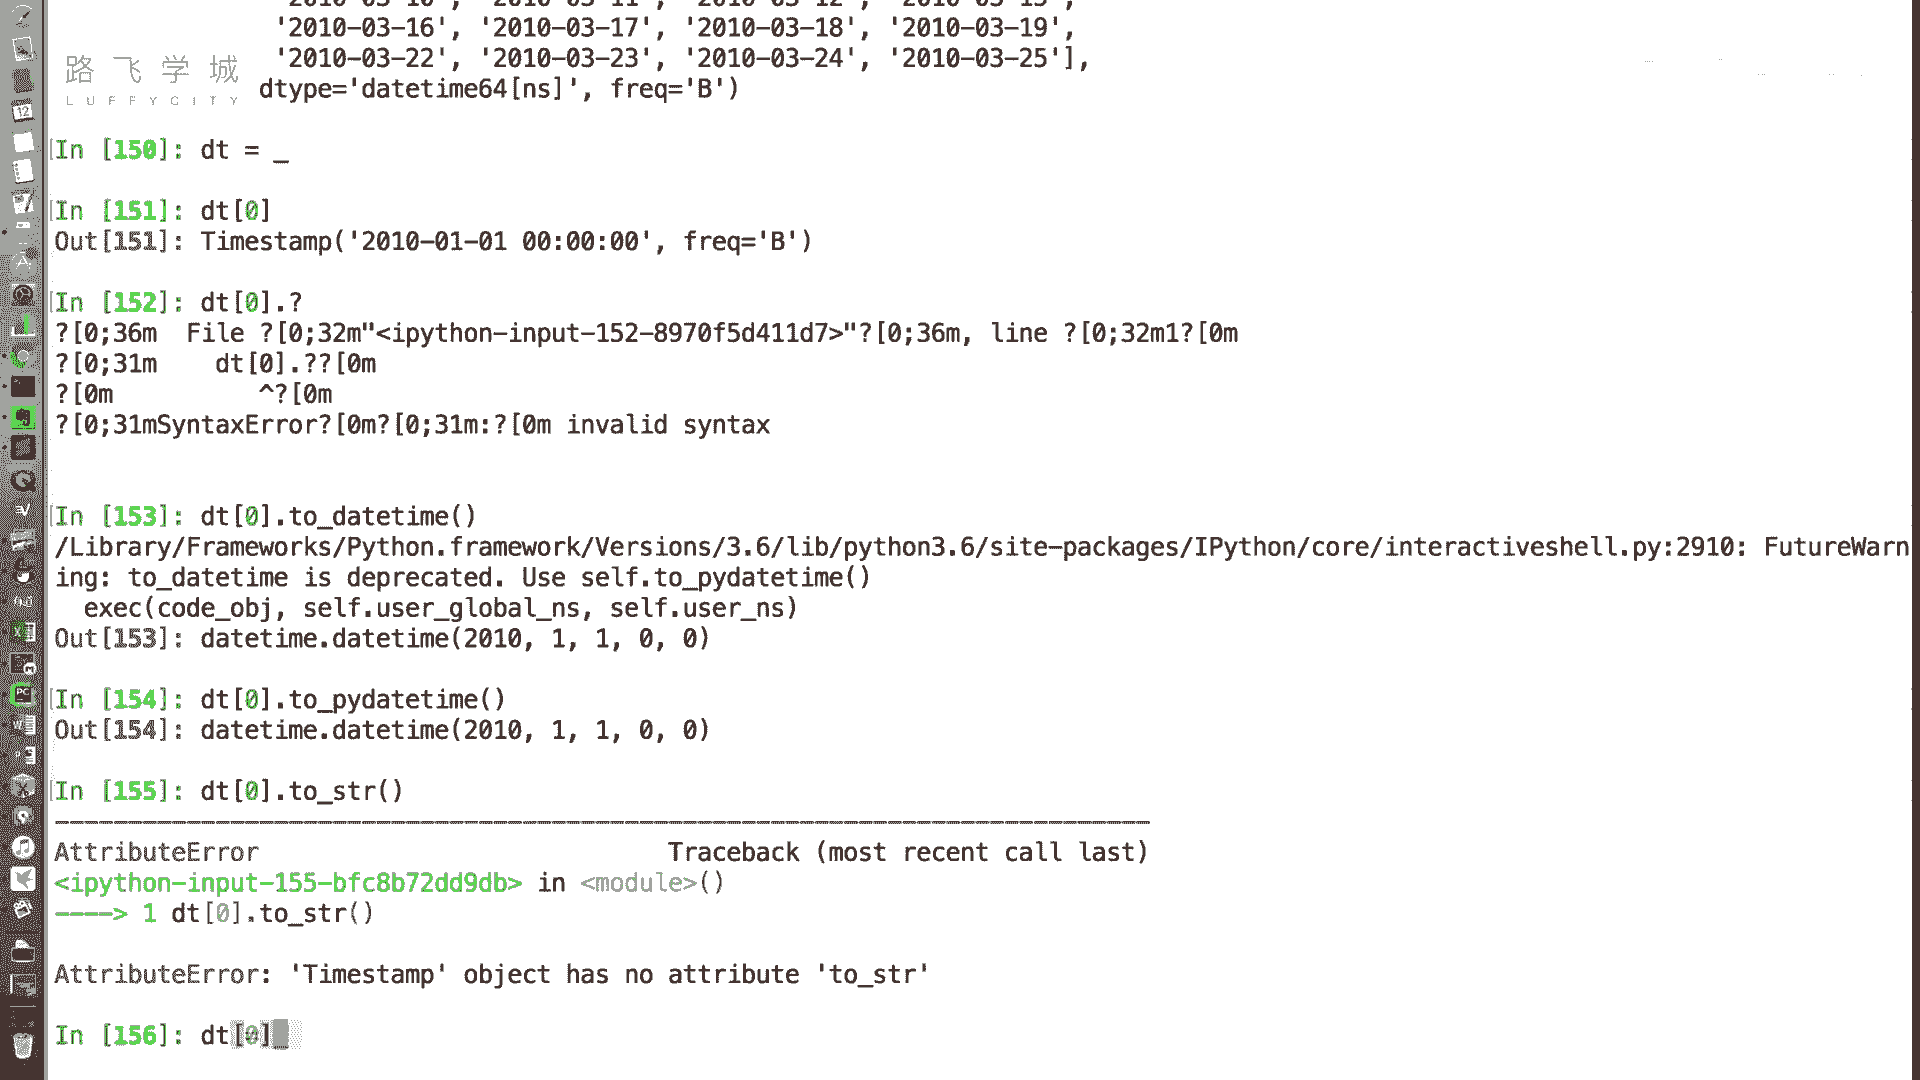 '2010-03-16', '2010-03-17', '2010-03-18', '2010-03-19',
'2010-03-22', '2010-03-23', '2010-03-24', '2010-03-25'],
路飞学城
LUFFYCITY
dtype='datetime64[ns]', freq='B')
In [150]: dt = _
In [151]: dt[0]
Out[151]: Timestamp('2010-01-01 00:00:00', freq='B')
In [152]: dt[0].?
?[0;36m  File ?[0;32m"<ipython-input-152-8970f5d411d7>"?[0;36m, line ?[0;32m1?[0m
?[0;31m    dt[0].??[0m
?[0m          ^?[0m
?[0;31mSyntaxError?[0m?[0;31m:?[0m invalid syntax
In [153]: dt[0].to_datetime()
/Library/Frameworks/Python.framework/Versions/3.6/lib/python3.6/site-packages/IPython/core/interactiveshell.py:2910: FutureWarn
ing: to_datetime is deprecated. Use self.to_pydatetime()
  exec(code_obj, self.user_global_ns, self.user_ns)
Out[153]: datetime.datetime(2010, 1, 1, 0, 0)
In [154]: dt[0].to_pydatetime()
Out[154]: datetime.datetime(2010, 1, 1, 0, 0)
In [155]: dt[0].to_str()
---------------------------------------------------------------------------
AttributeError                            Traceback (most recent call last)
<ipython-input-155-bfc8b72dd9db> in <module>()
----> 1 dt[0].to_str()
AttributeError: 'Timestamp' object has no attribute 'to_str'
In [156]: dt[0]